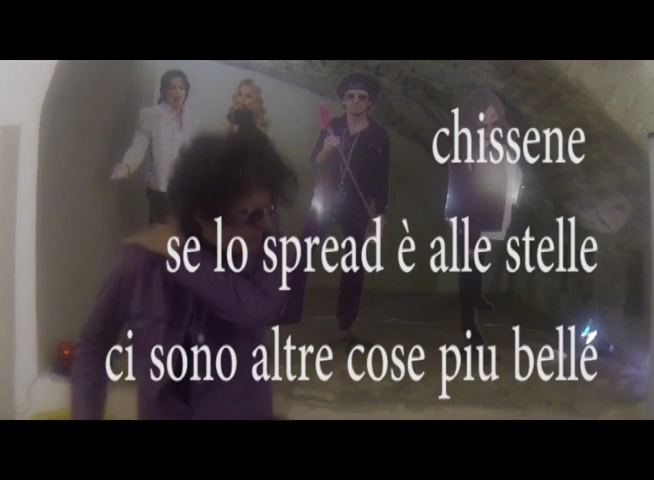 chissene
se lo spread è alle stelle
ci sono altre cose piu bellé